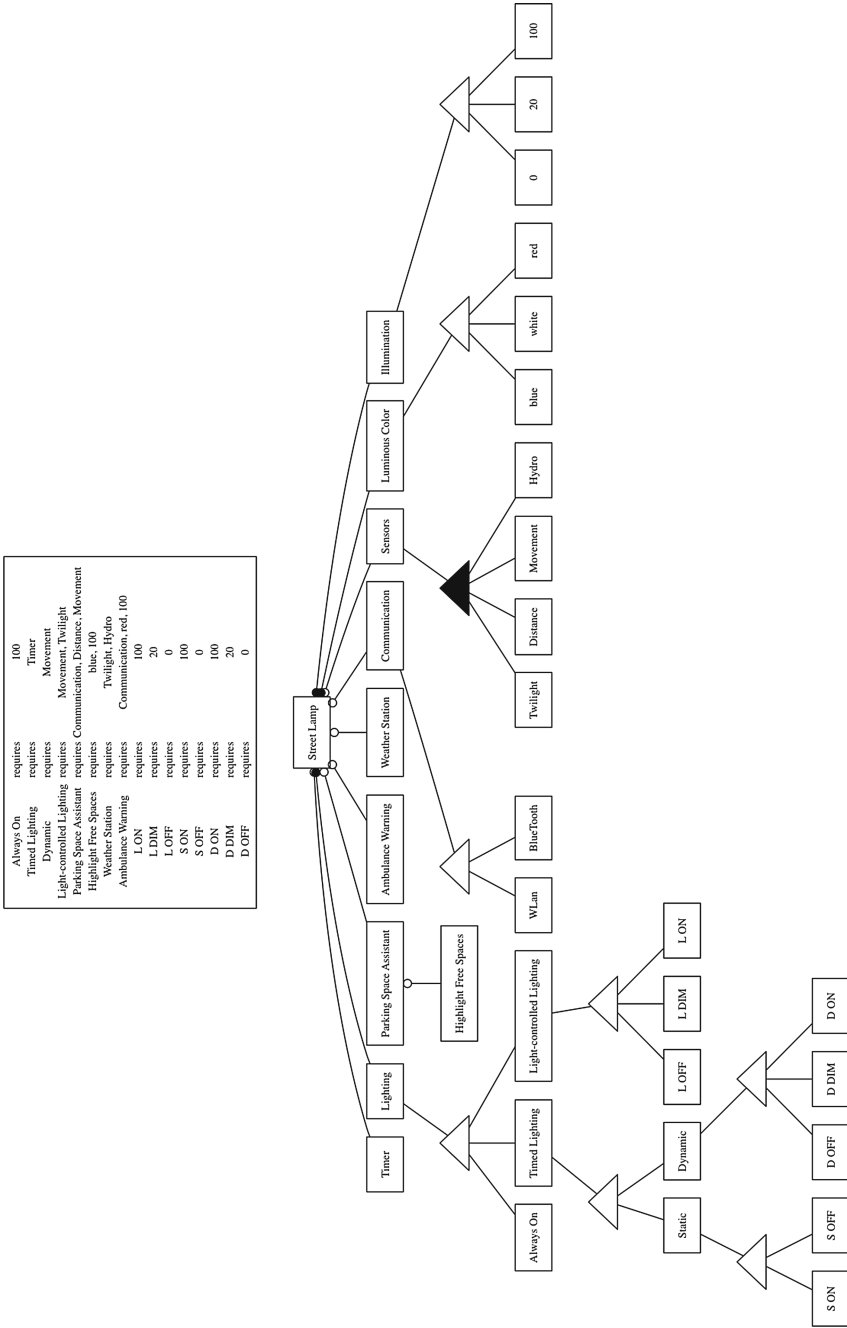 Always On requires 100
Timed Lighting requires Timer
Dynamic requires Movement
Light-controlled Lighting requires Movement, Twilight
Parking Space Assistant requires Communication, Distance, Movement
Highlight Free Spaces requires blue, 100
Weather Station requires Twilight, Hydro
Ambulance Warning requires Communication, red, 100
L ON requires 100
L DIM requires 20
L OFF requires 0
S ON requires 100
S OFF requires 0
D ON requires 100
D DIM requires 20
D OFF requires 0
Street Lamp
Timer
Lighting
Parking Space Assistant
Ambulance Warning
Weather Station
Communication
Sensors
Luminous Color
Illumination
Highlight Free Spaces
Always On
Timed Lighting
Light-controlled Lighting
WLan
BlueTooth
Twilight
Distance
Movement
Hydro
blue
white
red
0
20
100
Static
Dynamic
L OFF
L DIM
L ON
S ON
S OFF
D OFF
D DIM
D ON